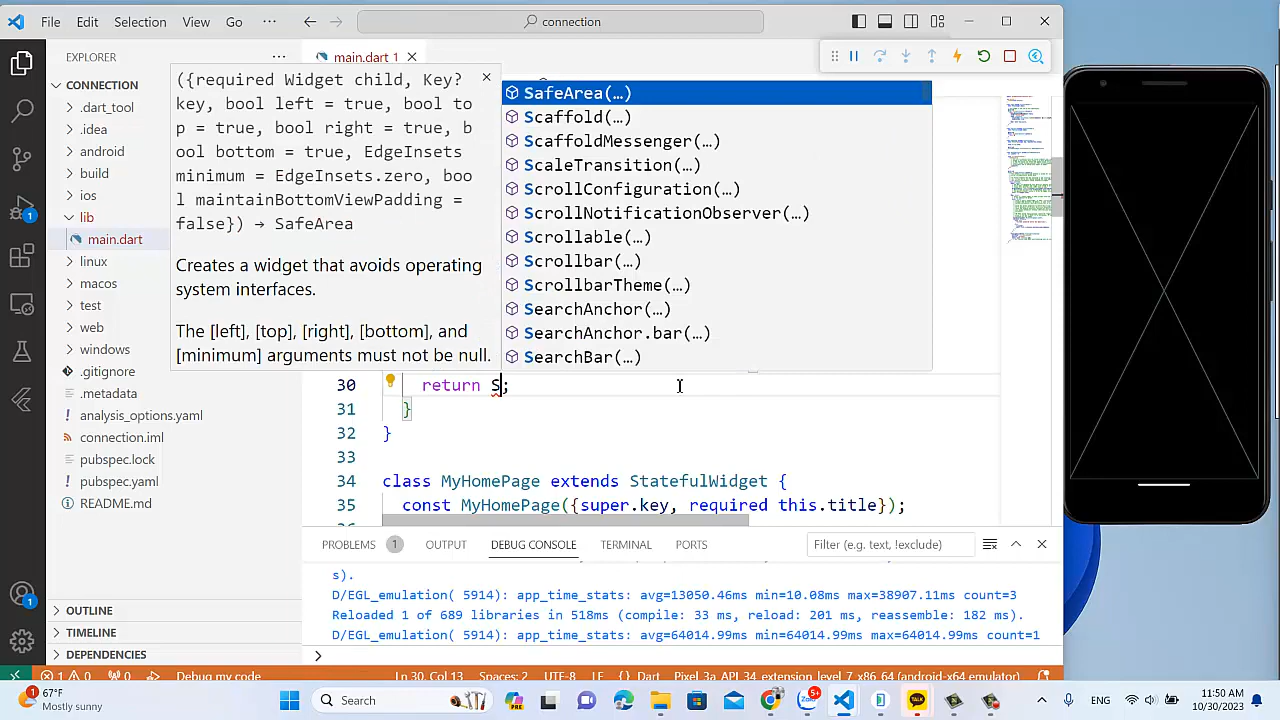 File Edit Selection View Go ··· connection
EXPLORER ···
main.dart 1
CONNECTION
.dart_tool
.idea
android
build
ios
lib
main.dart
linux
macos
test
web
windows
.gitignore
.metadata
analysis_options.yaml
connection.iml
pubspec.lock
pubspec.yaml
README.md
OUTLINE
TIMELINE
DEPENDENCIES
({required Widget child, Key?
key, bool left = true, bool to
p = true, bool right = true, b
ool bottom = true, EdgeInsets
minimum = EdgeInsets.zero, boo
l maintainBottomViewPadding =
false}) → SafeArea
Creates a widget that avoids operating
system interfaces.
The [left], [top], [right], [bottom], and
[minimum] arguments must not be null.
SafeArea(…)
Scaffold(…)
ScaffoldMessenger(…)
ScaleTransition(…)
ScrollConfiguration(…)
ScrollNotificationObserver(…)
Scrollable(…)
Scrollbar(…)
ScrollbarTheme(…)
SearchAnchor(…)
SearchAnchor.bar(…)
SearchBar(…)
30 return S;
31 }
32 }
33
34 class MyHomePage extends StatefulWidget {
35 const MyHomePage({super.key, required this.title});
PROBLEMS 1 OUTPUT DEBUG CONSOLE TERMINAL PORTS Filter (e.g. text, !exclude)
s).
D/EGL_emulation( 5914): app_time_stats: avg=13050.46ms min=10.08ms max=38907.11ms count=3
Reloaded 1 of 689 libraries in 518ms (compile: 33 ms, reload: 201 ms, reassemble: 182 ms).
D/EGL_emulation( 5914): app_time_stats: avg=64014.99ms min=64014.99ms max=64014.99ms count=1
1 0 0 Debug my code Ln 30, Col 13 Spaces: 2 UTF-8 CRLF {} Dart Pixel_3a_API_34_extension_level_7_x86_64 (android-x64 emulator)
67°F
Mostly sunny
Search
ENG
11:50 AM
10/30/2023